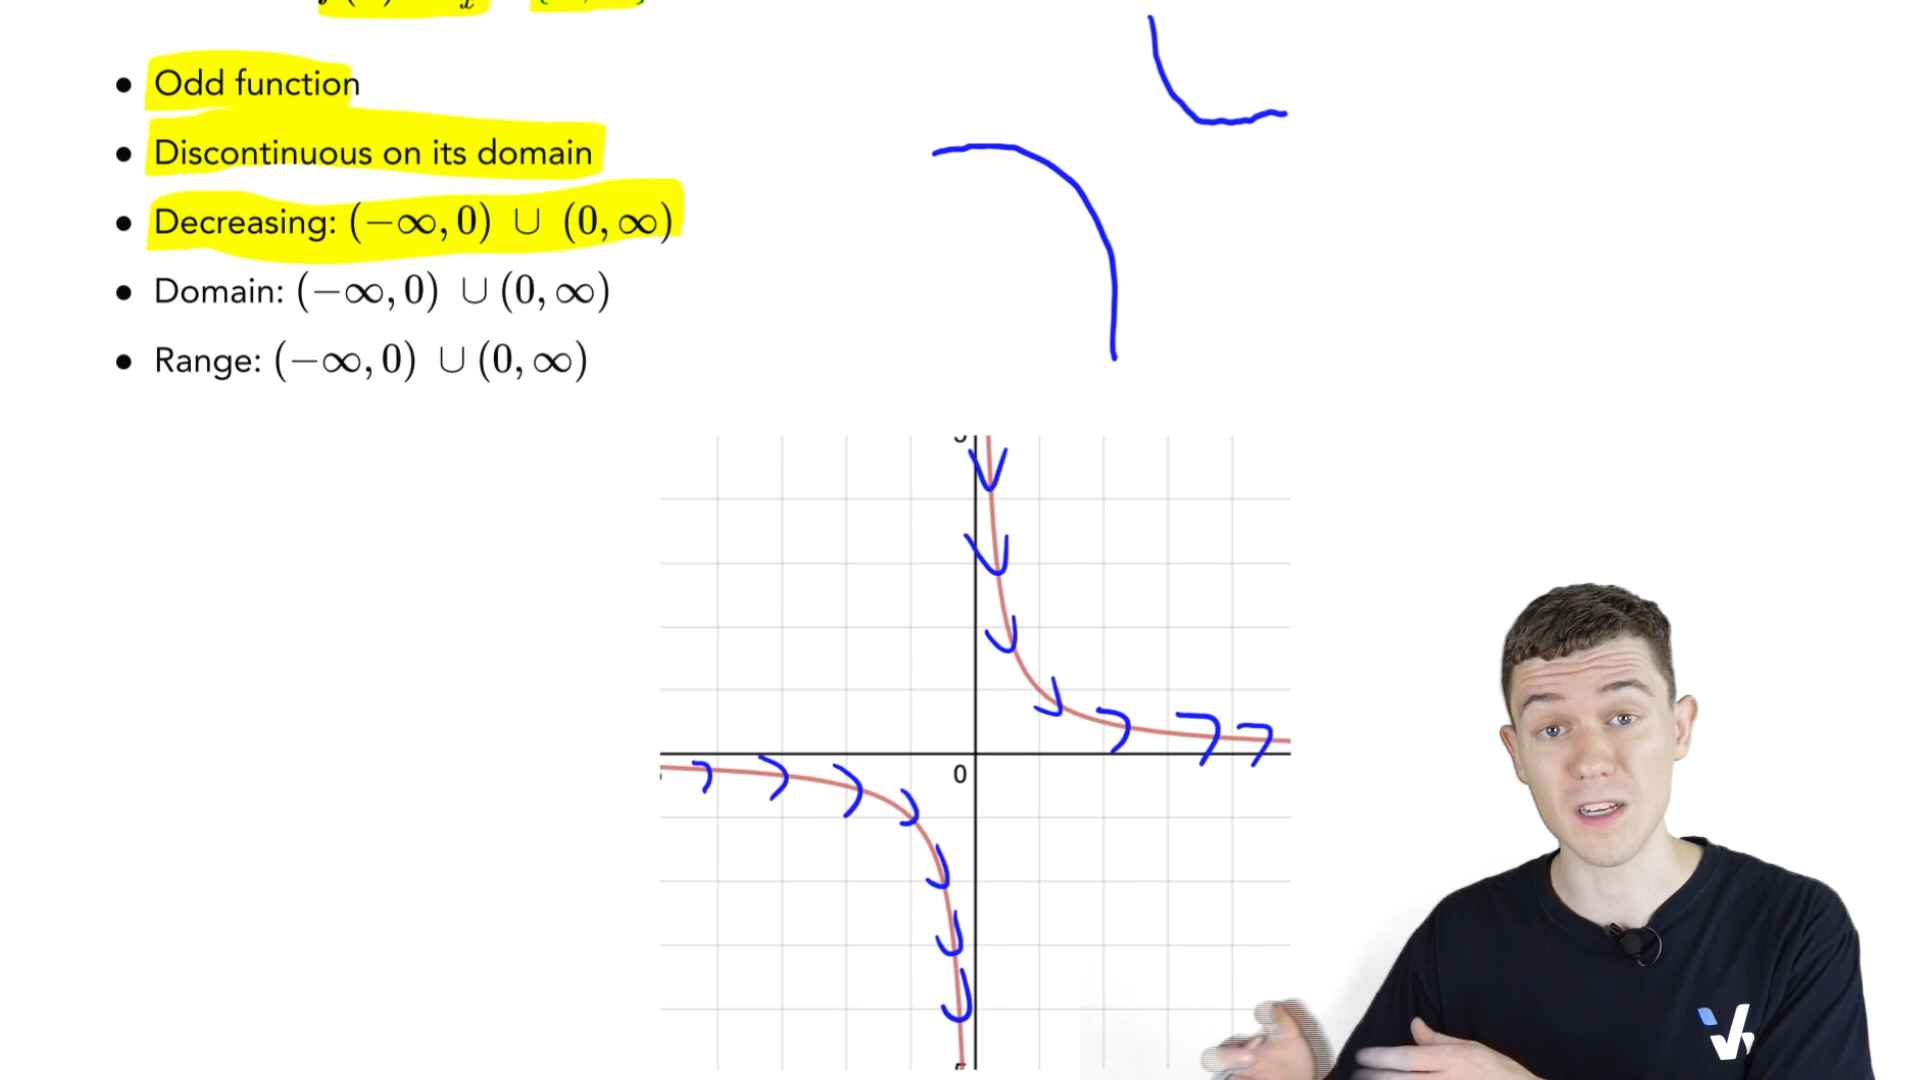 • Odd function
• Discontinuous on its domain
• Decreasing: (−∞, 0) ∪ (0, ∞)
• Domain: (−∞, 0) ∪ (0, ∞)
• Range: (−∞, 0) ∪ (0, ∞)
0